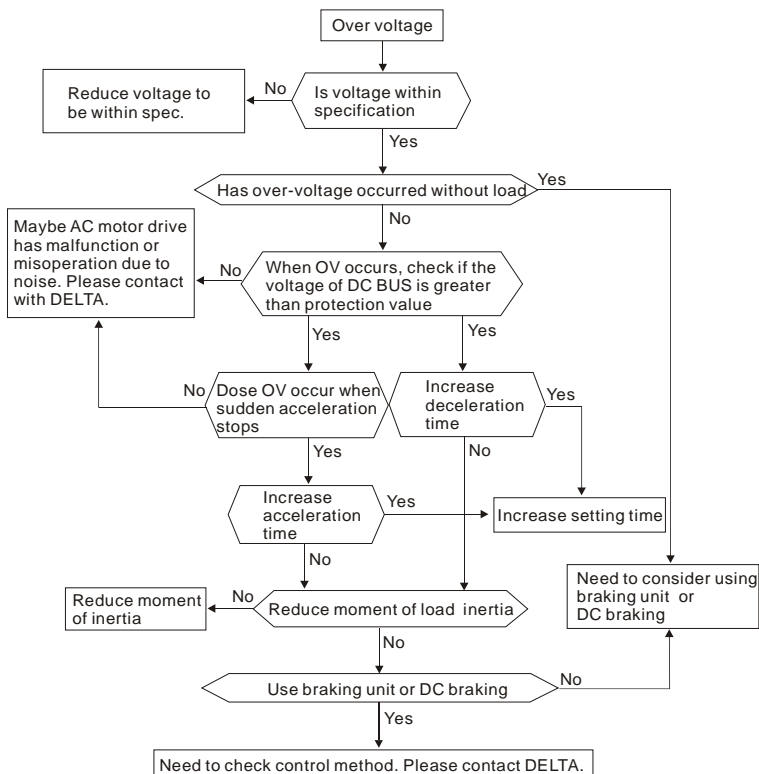 Over voltage
Reduce voltage to
be within spec.
No
Is voltage within
specification
Yes
Has over-voltage occurred without load
Yes
No
Maybe AC motor drive
has malfunction or
misoperation due to
noise. Please contact
with DELTA.
No
When OV occurs, check if the
voltage of DC BUS is greater
than protection value
Yes
Yes
No
Dose OV occur when
sudden acceleration
stops
Increase
deceleration
time
Yes
Yes
No
Increase
acceleration
time
Yes
Increase setting time
No
Reduce moment
of inertia
No
Reduce moment of load inertia
Need to consider using
braking unit or
DC braking
No
Use braking unit or DC braking
No
Yes
Need to check control method. Please contact DELTA.